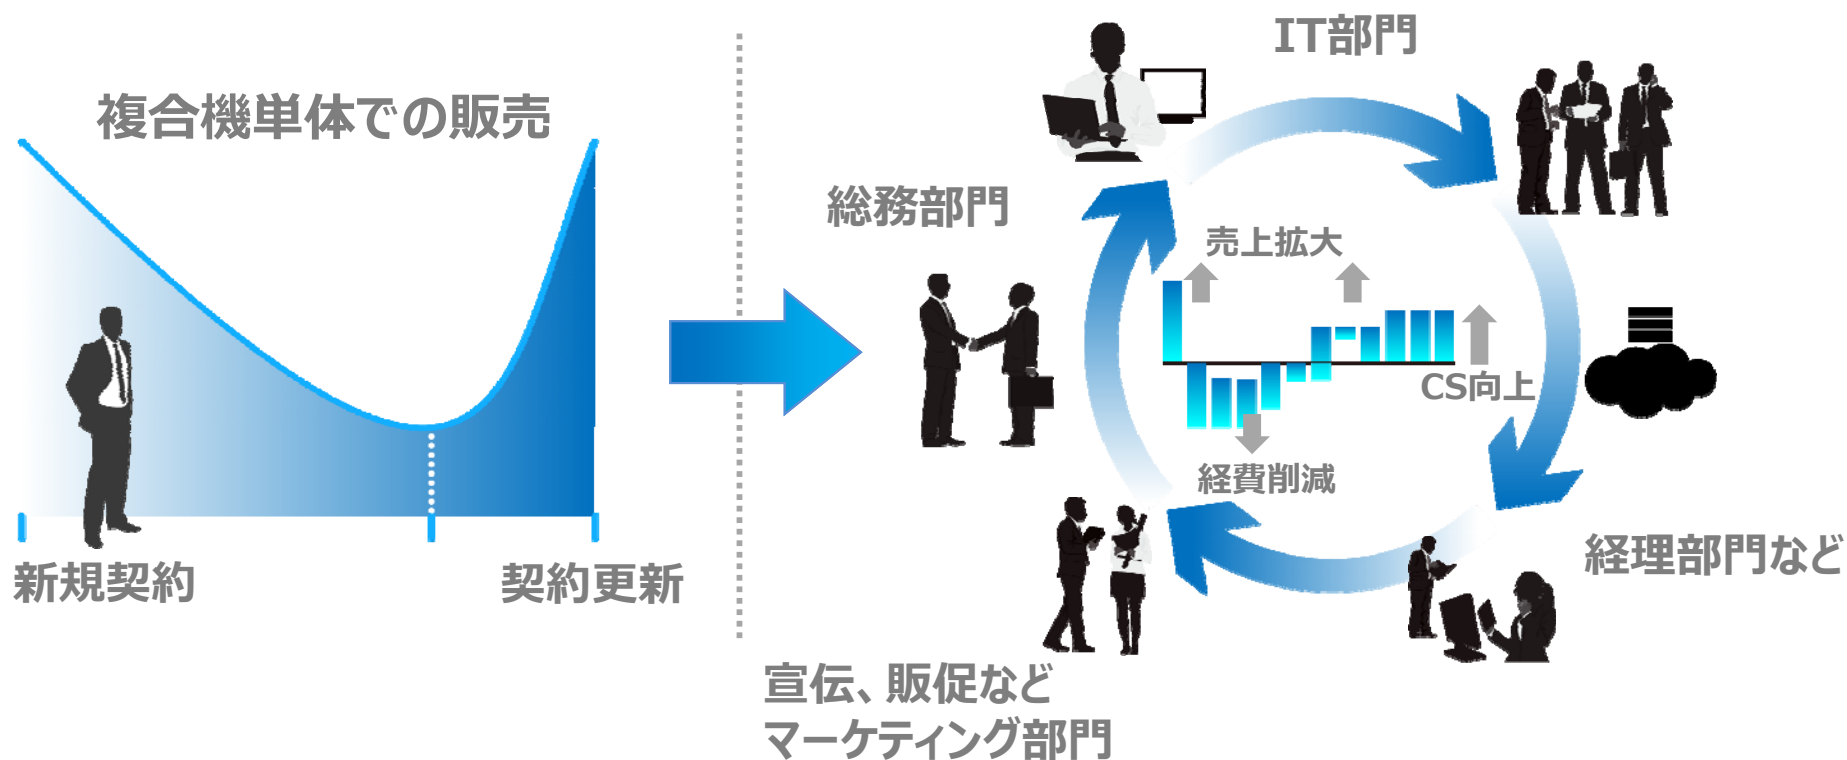 複合機単体での販売
新規契約
契約更新
IT部門
総務部門
売上拡大
CS向上
経費削減
経理部門など
宣伝、販促など
マーケティング部門